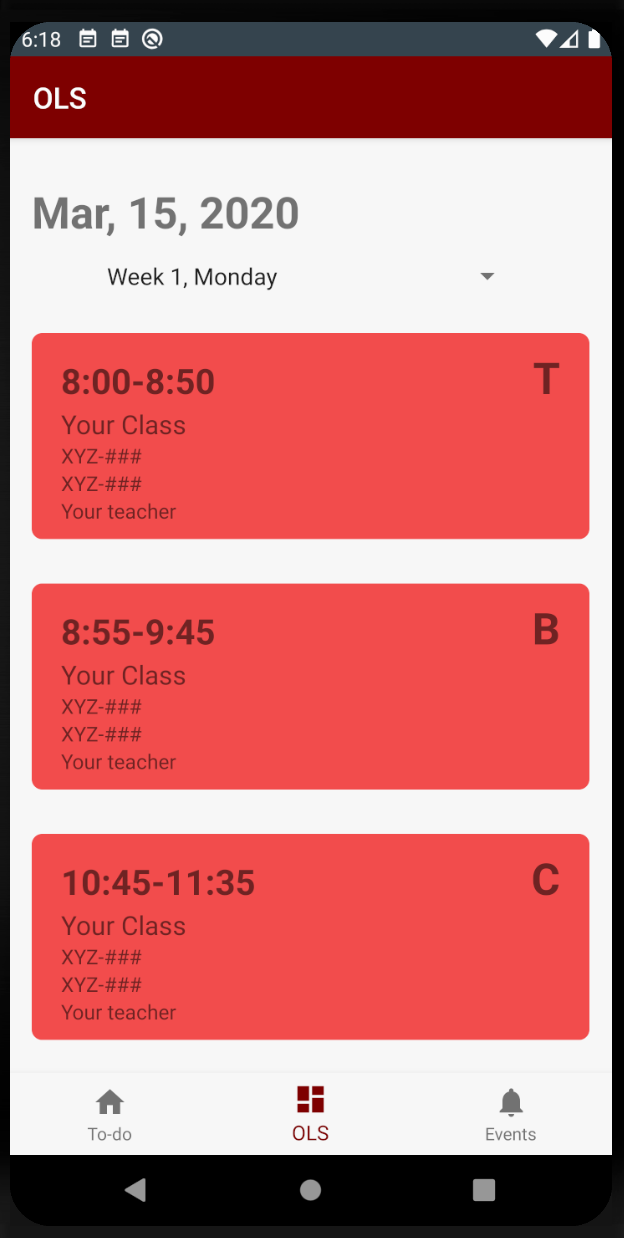 6:18
OLS
Mar, 15, 2020
Week 1, Monday
8:00-8:50
T
Your Class
XYZ-###
XYZ-###
Your teacher
8:55-9:45
B
Your Class
XYZ-###
XYZ-###
Your teacher
10:45-11:35
C
Your Class
XYZ-###
XYZ-###
Your teacher
To-do
OLS
Events